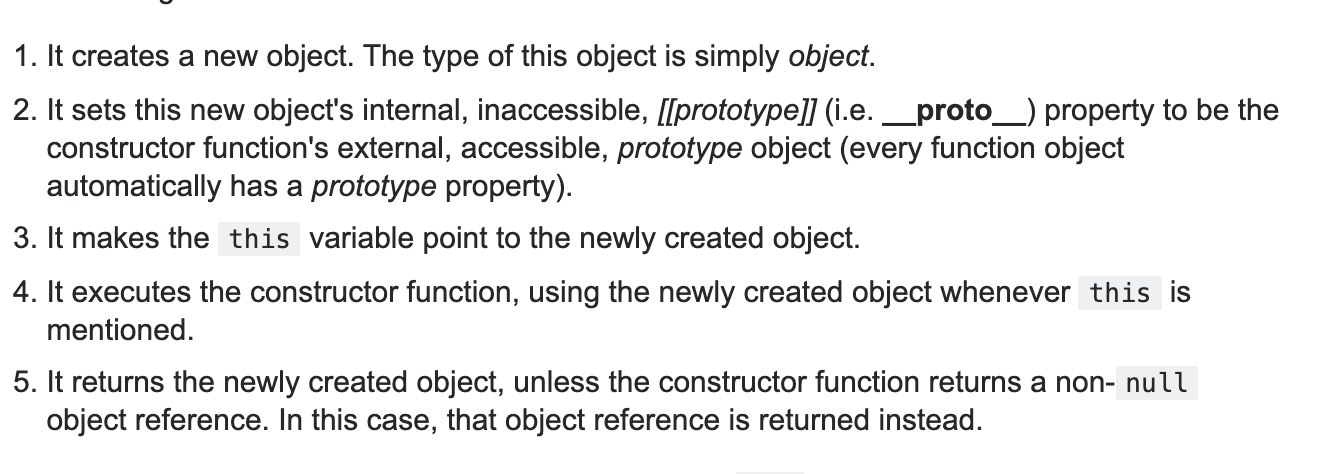 1. It creates a new object. The type of this object is simply object.
2. It sets this new object's internal, inaccessible, [[prototype]] (i.e. __proto__) property to be the
constructor function's external, accessible, prototype object (every function object
automatically has a prototype property).
3. It makes the this variable point to the newly created object.
4. It executes the constructor function, using the newly created object whenever this is
mentioned.
5. It returns the newly created object, unless the constructor function returns a non-null
object reference. In this case, that object reference is returned instead.